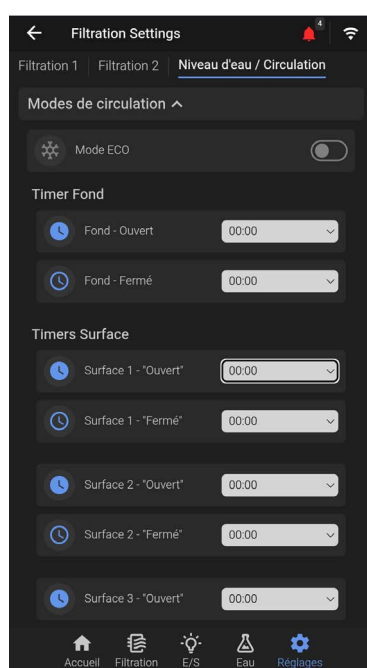 Filtration Settings
4
Filtration 1 Filtration 2 Niveau d'eau / Circulation
Modes de circulation
Mode ECO
Timer Fond
Fond - Ouvert 00:00
Fond - Fermé 00:00
Timers Surface
Surface 1 - "Ouvert" 00:00
Surface 1 - "Fermé" 00:00
Surface 2 - "Ouvert" 00:00
Surface 2 - "Fermé" 00:00
Surface 3 - "Ouvert" 00:00
Accueil Filtration E/S Eau Réglages